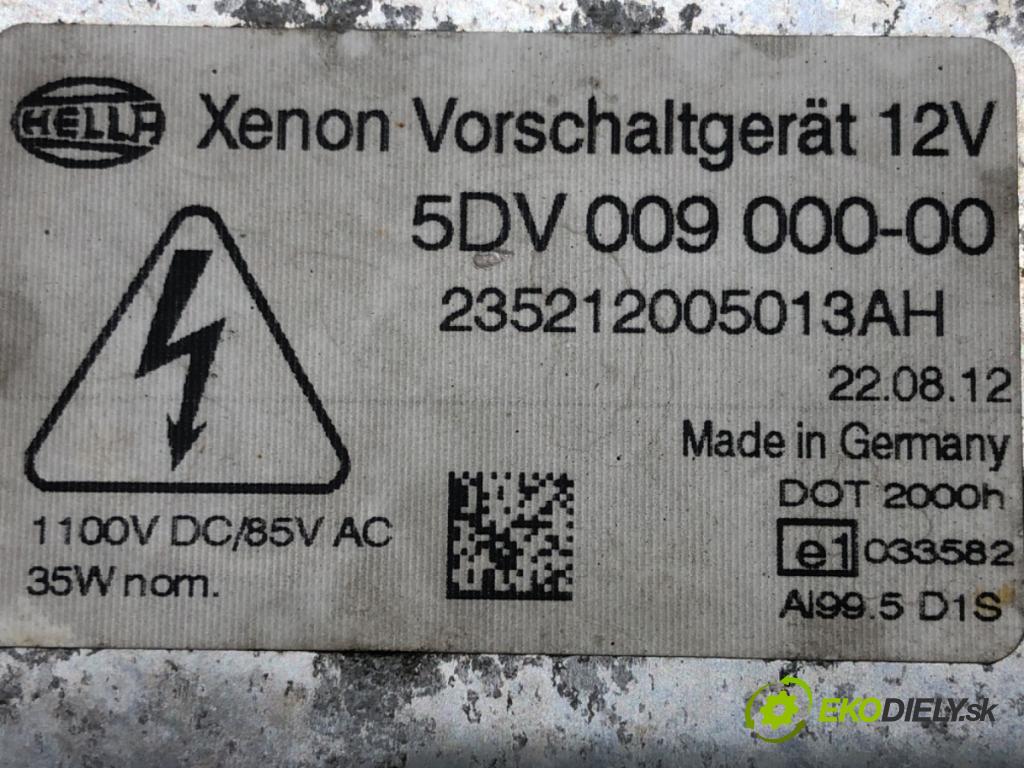 HELLA
Xenon Vorschaltgerät 12V
5DV 009 000-00
235212005013AH
22.08.12
Made in Germany
DOT 2000h
e1 033582
Al99.5 D1S
1100V DC/85V AC
35W nom.
EKODIELY.sk